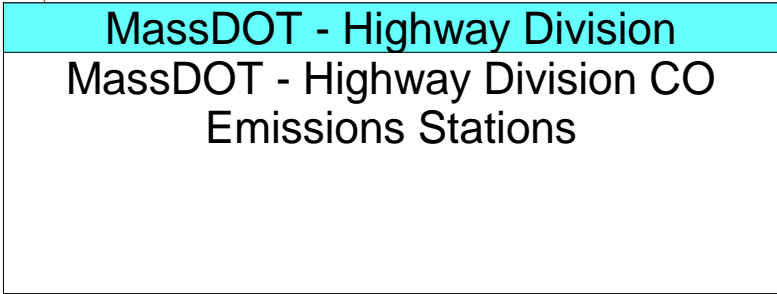 MassDOT - Highway Division
MassDOT - Highway Division CO
Emissions Stations